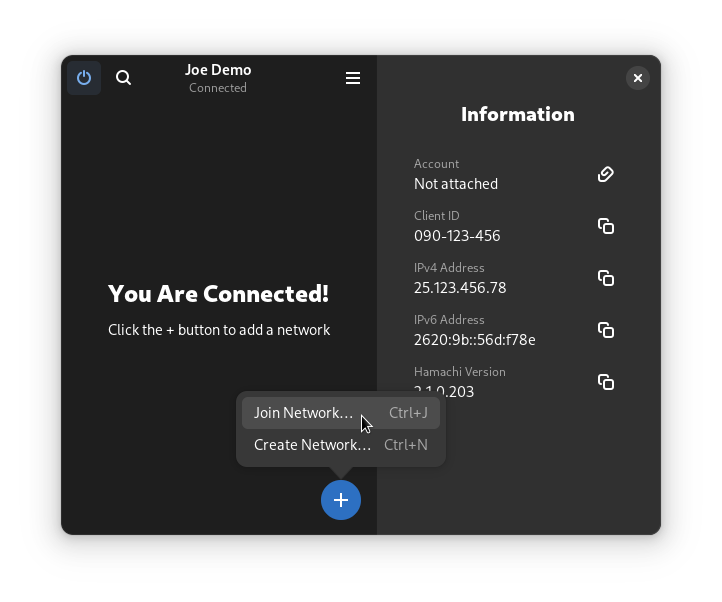 Joe Demo
Connected
You Are Connected!
Click the + button to add a network
Join Network… Ctrl+J
Create Network… Ctrl+N
Information
Account
Not attached
Client ID
090-123-456
IPv4 Address
25.123.456.78
IPv6 Address
2620:9b::56d:f78e
Hamachi Version
2.1.0.203